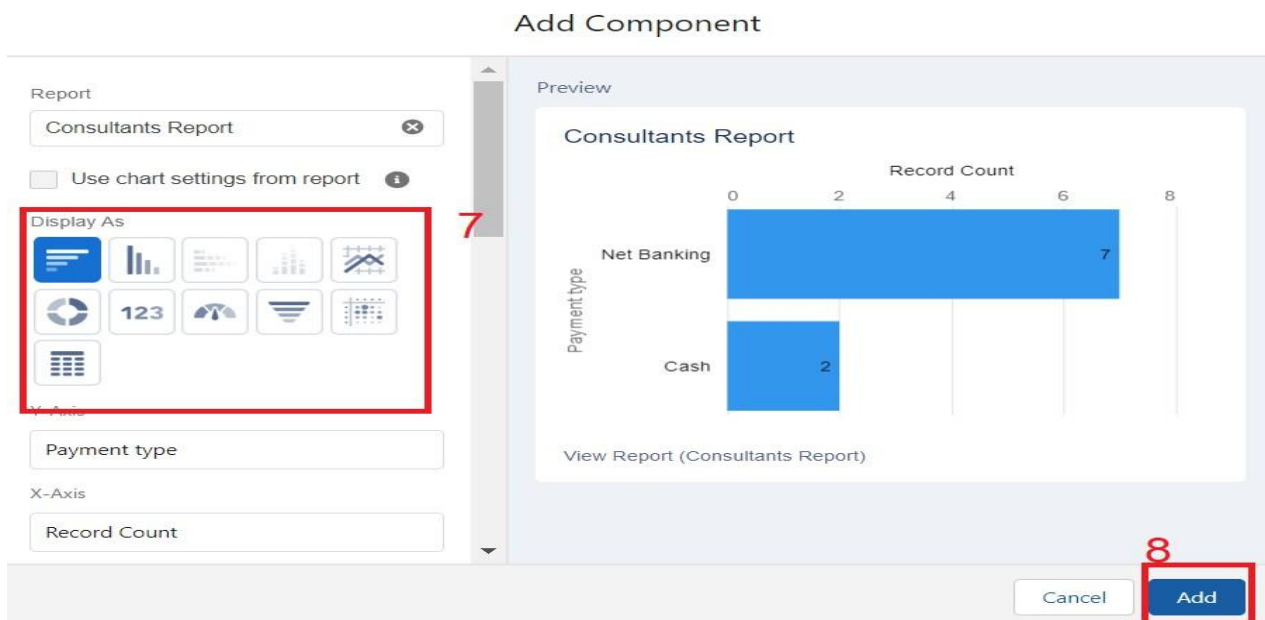 Add Component
Report
Consultants Report
Use chart settings from report
Display As
7
123
Y-Axis
Payment type
X-Axis
Record Count
Preview
Consultants Report
Record Count
0 2 4 6 8
Payment type
Net Banking 7
Cash 2
View Report (Consultants Report)
8
Cancel Add